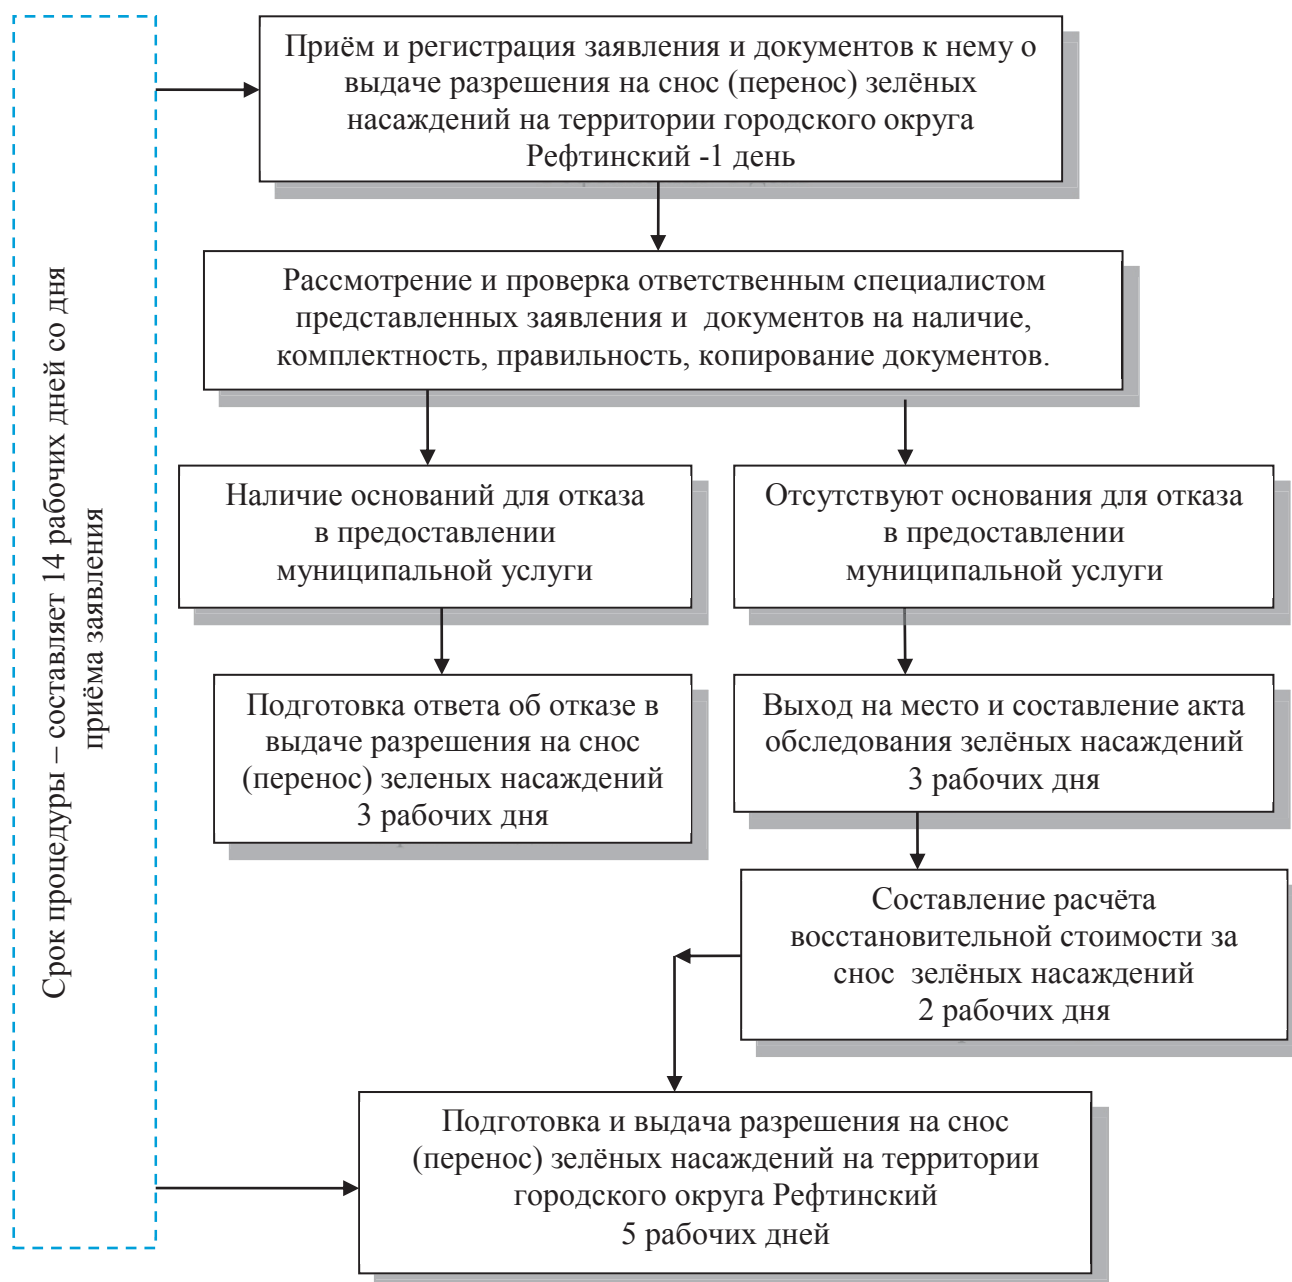 Срок процедуры – составляет 14 рабочих дней со дня
приёма заявления
Приём и регистрация заявления и документов к нему о
выдаче разрешения на снос (перенос) зелёных
насаждений на территории городского округа
Рефтинский -1 день
Рассмотрение и проверка ответственным специалистом
представленных заявления и документов на наличие,
комплектность, правильность, копирование документов.
Наличие оснований для отказа
в предоставлении
муниципальной услуги
Отсутствуют основания для отказа
в предоставлении
муниципальной услуги
Подготовка ответа об отказе в
выдаче разрешения на снос
(перенос) зеленых насаждений
3 рабочих дня
Выход на место и составление акта
обследования зелёных насаждений
3 рабочих дня
Составление расчёта
восстановительной стоимости за
снос зелёных насаждений
2 рабочих дня
Подготовка и выдача разрешения на снос
(перенос) зелёных насаждений на территории
городского округа Рефтинский
5 рабочих дней